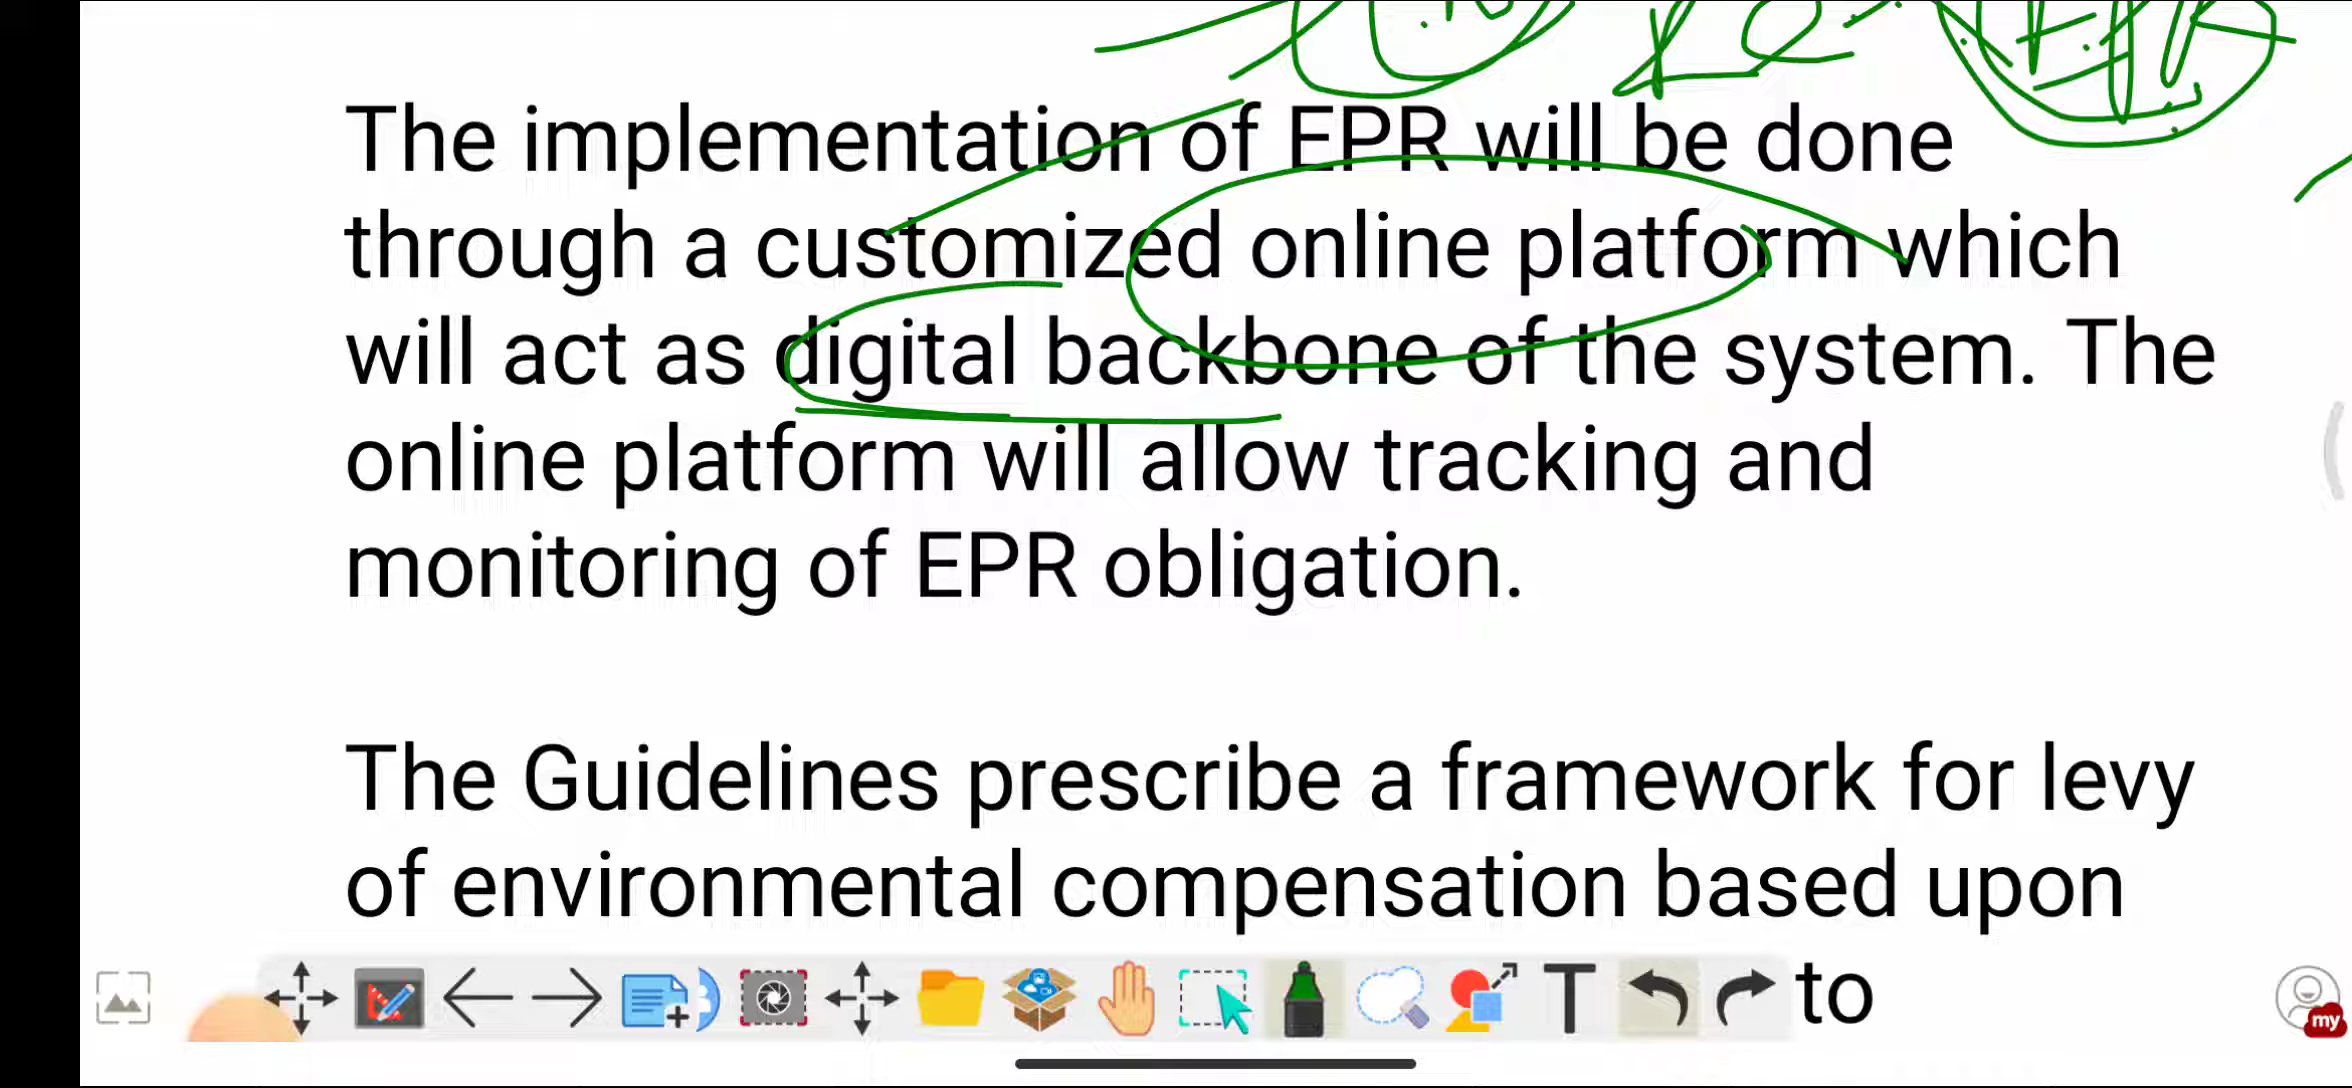 The implementation of EPR will be done
through a customized online platform which
will act as digital backbone of the system. The
online platform will allow tracking and
monitoring of EPR obligation.
The Guidelines prescribe a framework for levy
of environmental compensation based upon
T
to
my